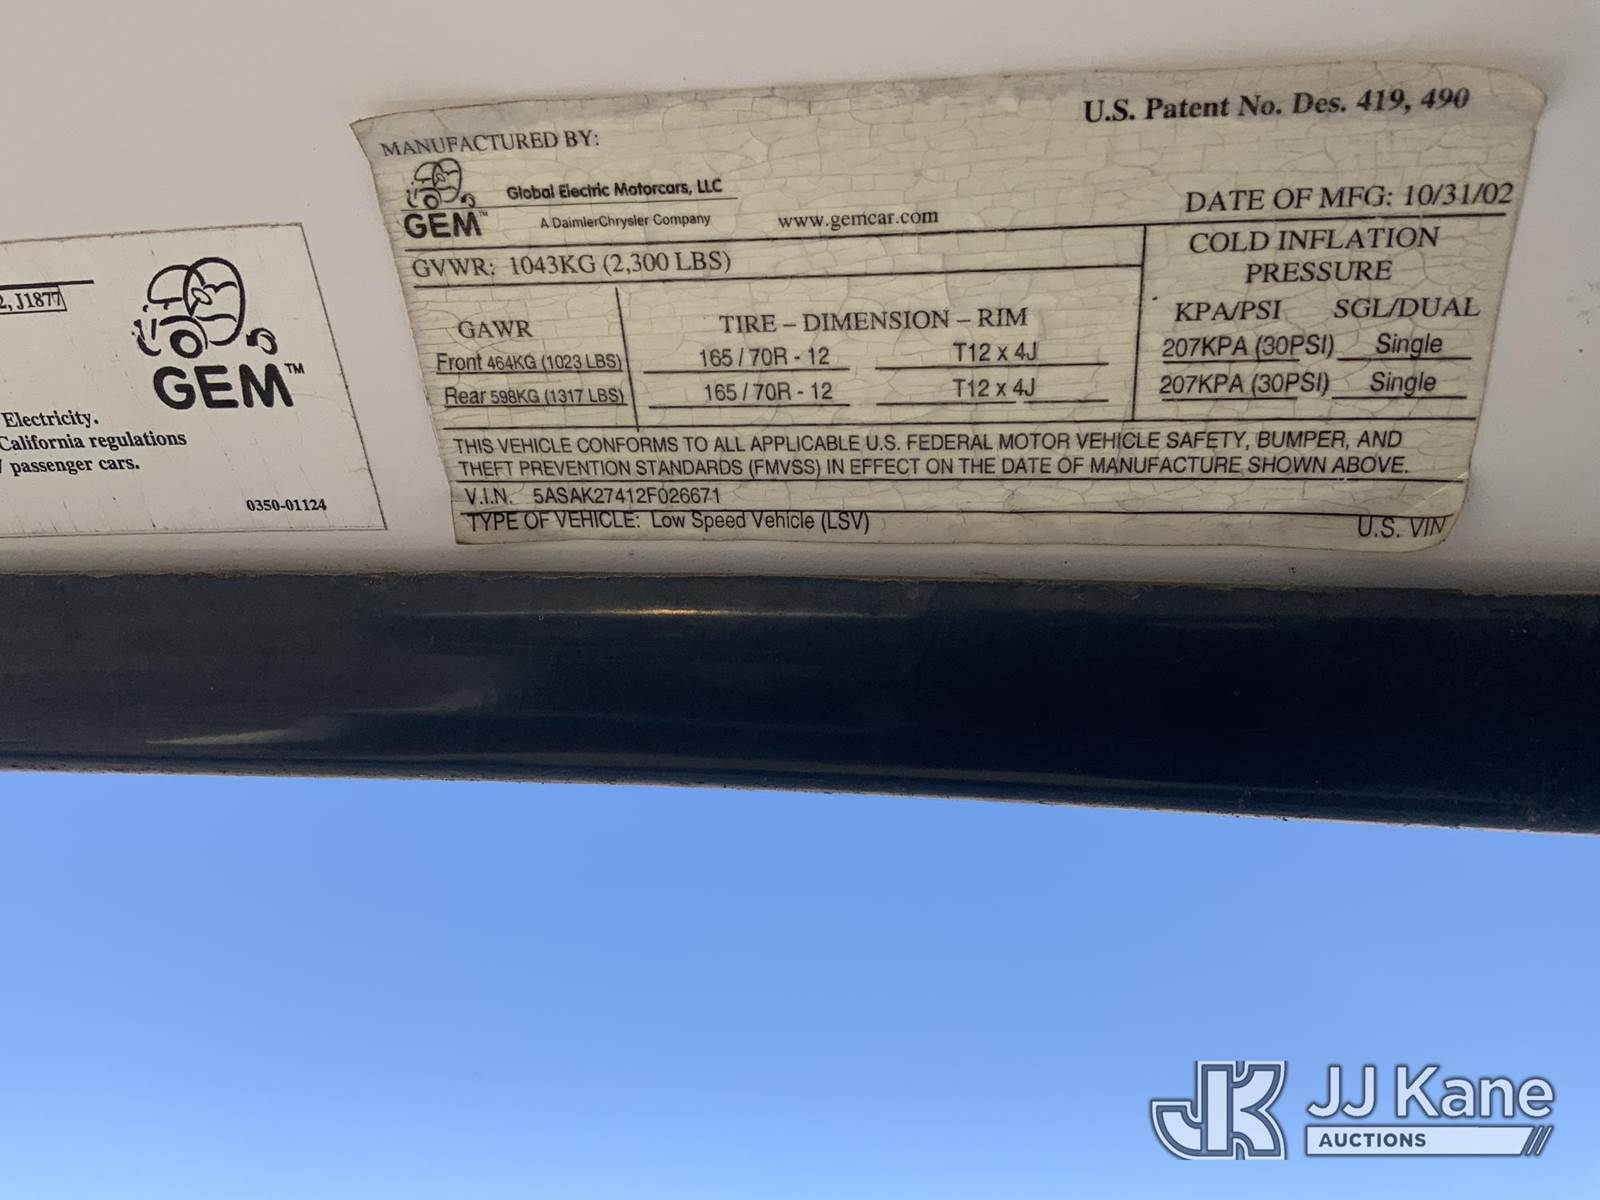 2, J1877
GEM™
Electricity.
California regulations
passenger cars.
0350-01124
U.S. Patent No. Des. 419, 490
MANUFACTURED BY:
GEM™
Global Electric Motorcars, LLC
A DaimlerChrysler Company
www.gemcar.com
DATE OF MFG: 10/31/02
GVWR: 1043KG (2,300 LBS)
COLD INFLATION
PRESSURE
GAWR TIRE – DIMENSION – RIM KPA/PSI SGL/DUAL
Front 464KG (1023 LBS) 165 / 70R - 12 T12 x 4J 207KPA (30PSI) Single
Rear 598KG (1317 LBS) 165 / 70R - 12 T12 x 4J 207KPA (30PSI) Single
THIS VEHICLE CONFORMS TO ALL APPLICABLE U.S. FEDERAL MOTOR VEHICLE SAFETY, BUMPER, AND
THEFT PREVENTION STANDARDS (FMVSS) IN EFFECT ON THE DATE OF MANUFACTURE SHOWN ABOVE.
V.I.N. 5ASAK27412F026671
TYPE OF VEHICLE: Low Speed Vehicle (LSV) U.S. VIN
JK JJ Kane
AUCTIONS